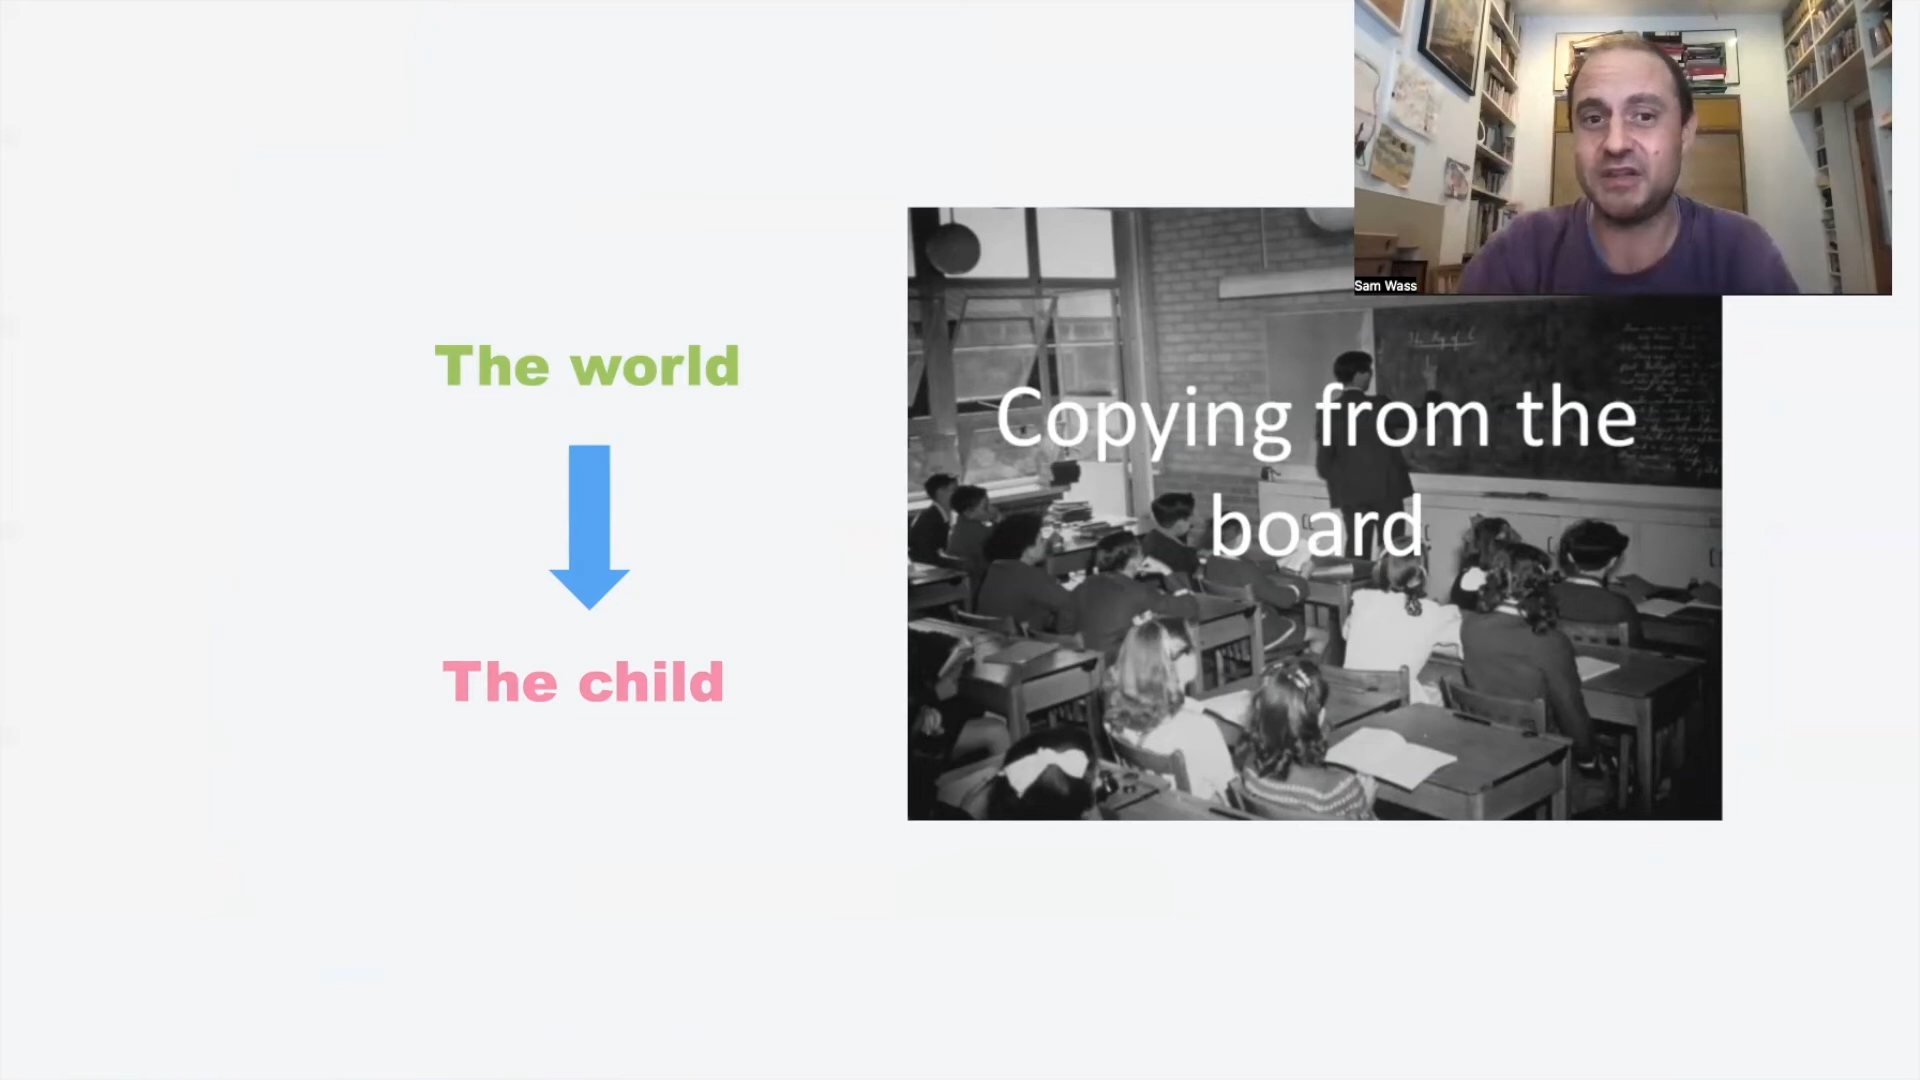 Sam Wass
The world
The child
Copying from the
board